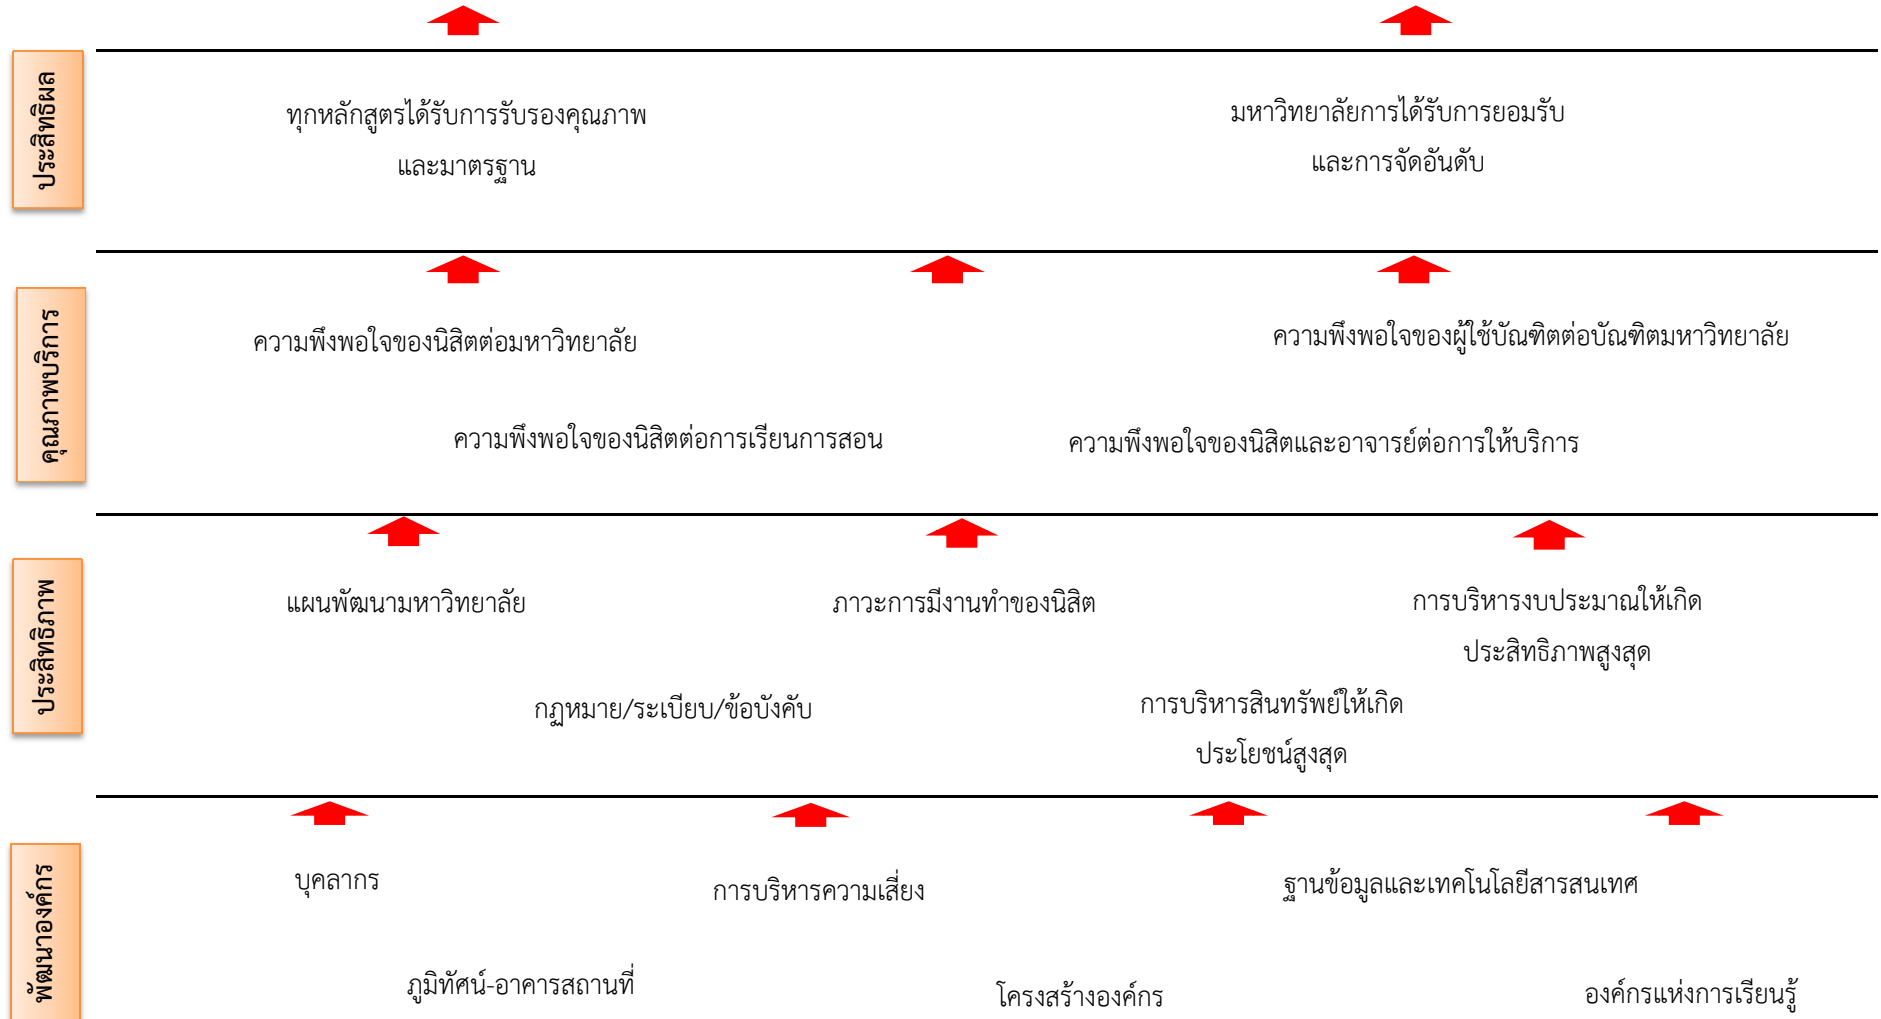 ประสิทธิผล
ทุกหลักสูตรได้รับการรับรองคุณภาพ
และมาตรฐาน
มหาวิทยาลัยการได้รับการยอมรับ
และการจัดอันดับ
คุณภาพบริการ
ความพึงพอใจของนิสิตต่อมหาวิทยาลัย
ความพึงพอใจของผู้ใช้บัณฑิตต่อบัณฑิตมหาวิทยาลัย
ความพึงพอใจของนิสิตต่อการเรียนการสอน
ความพึงพอใจของนิสิตและอาจารย์ต่อการให้บริการ
ประสิทธิภาพ
แผนพัฒนามหาวิทยาลัย
ภาวะการมีงานทำของนิสิต
การบริหารงบประมาณให้เกิด
ประสิทธิภาพสูงสุด
กฏหมาย/ระเบียบ/ข้อบังคับ
การบริหารสินทรัพย์ให้เกิด
ประโยชน์สูงสุด
พัฒนาองค์กร
บุคลากร
การบริหารความเสี่ยง
ฐานข้อมูลและเทคโนโลยีสารสนเทศ
ภูมิทัศน์-อาคารสถานที่
โครงสร้างองค์กร
องค์กรแห่งการเรียนรู้